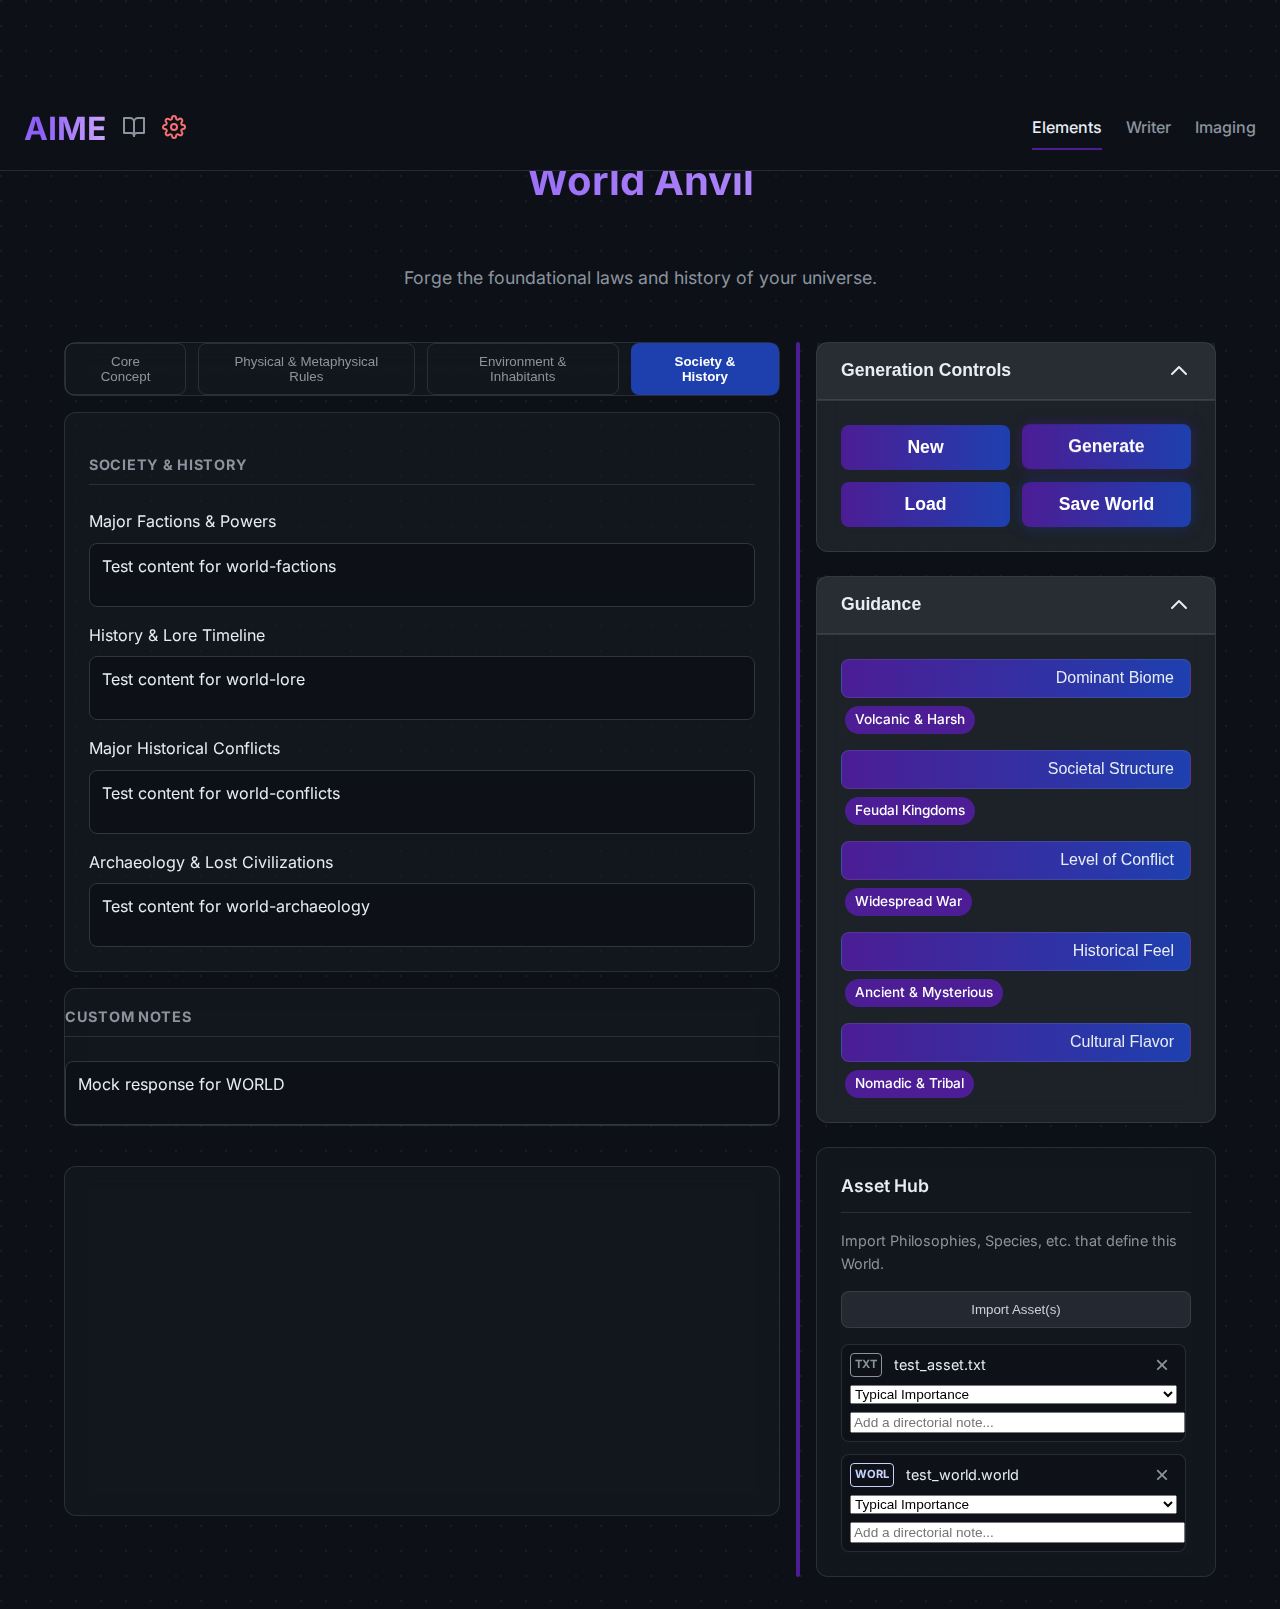 AIME
Elements
Writer
Imaging
World Anvil
Forge the foundational laws and history of your universe.
Core
Concept
Physical & Metaphysical
Rules
Environment &
Inhabitants
Society &
History
SOCIETY & HISTORY
Major Factions & Powers
Test content for world-factions
History & Lore Timeline
Test content for world-lore
Major Historical Conflicts
Test content for world-conflicts
Archaeology & Lost Civilizations
Test content for world-archaeology
CUSTOM NOTES
Mock response for WORLD
Generation Controls
New
Generate
Load
Save World
Guidance
Dominant Biome
Volcanic & Harsh
Societal Structure
Feudal Kingdoms
Level of Conflict
Widespread War
Historical Feel
Ancient & Mysterious
Cultural Flavor
Nomadic & Tribal
Asset Hub
Import Philosophies, Species, etc. that define this
World.
Import Asset(s)
TXT
test_asset.txt
Typical Importance
Add a directorial note...
WORL
test_world.world
Typical Importance
Add a directorial note...